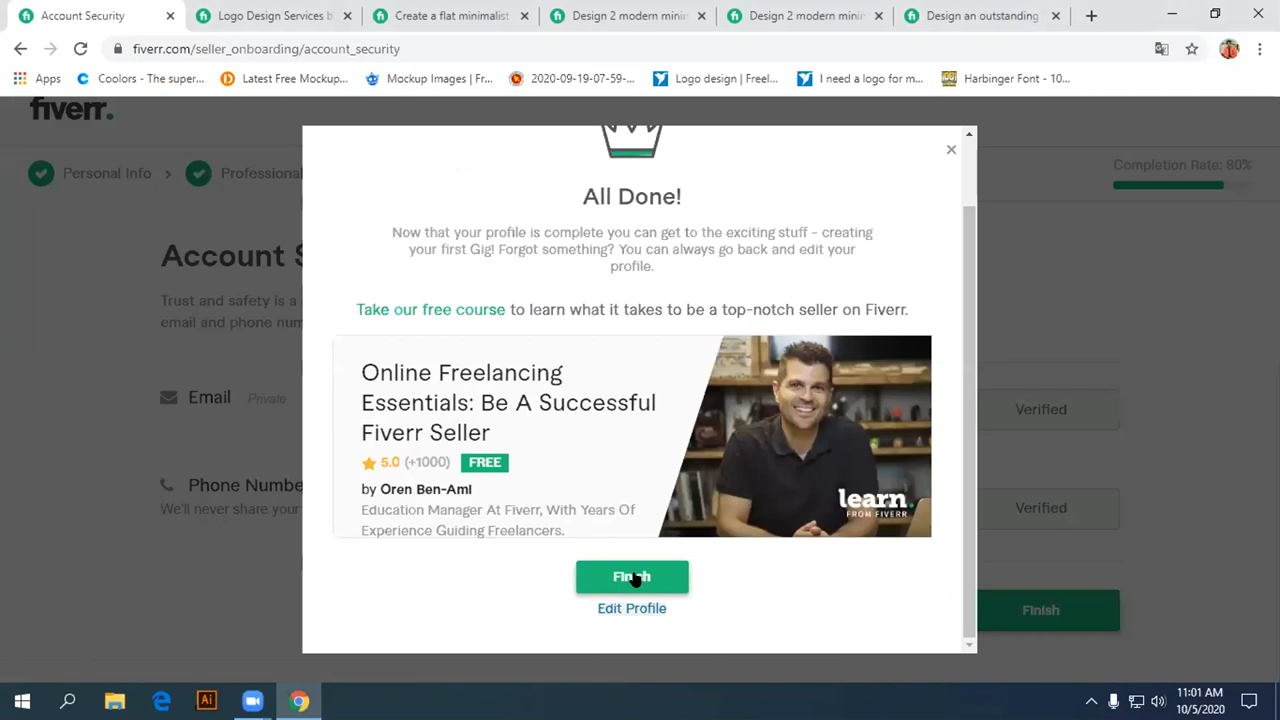 Account Security
Logo Design Services b
Create a flat minimalist
Design 2 modern minim
Design 2 modern minim
Design an outstanding
fiverr.com/seller_onboarding/account_security
Apps
Coolors - The super...
Latest Free Mockup...
Mockup Images | Fr...
2020-09-19-07-59-...
Logo design | Freel...
I need a logo for m...
Harbinger Font - 10...
fiverr.
Personal Info
Professional
Completion Rate: 80%
All Done!
Now that your profile is complete you can get to the exciting stuff - creating
your first Gig! Forgot something? You can always go back and edit your
profile.
Account S
Trust and safety is a
email and phone num
Take our free course to learn what it takes to be a top-notch seller on Fiverr.
Online Freelancing
Essentials: Be A Successful
Fiverr Seller
5.0 (+1000) FREE
by Oren Ben-Ami
Education Manager At Fiverr, With Years Of
Experience Guiding Freelancers.
learn.
FROM FIVERR
Email Private
Verified
Phone Numbe
We'll never share your
Verified
Finish
Edit Profile
Finish
Ai
11:01 AM
10/5/2020